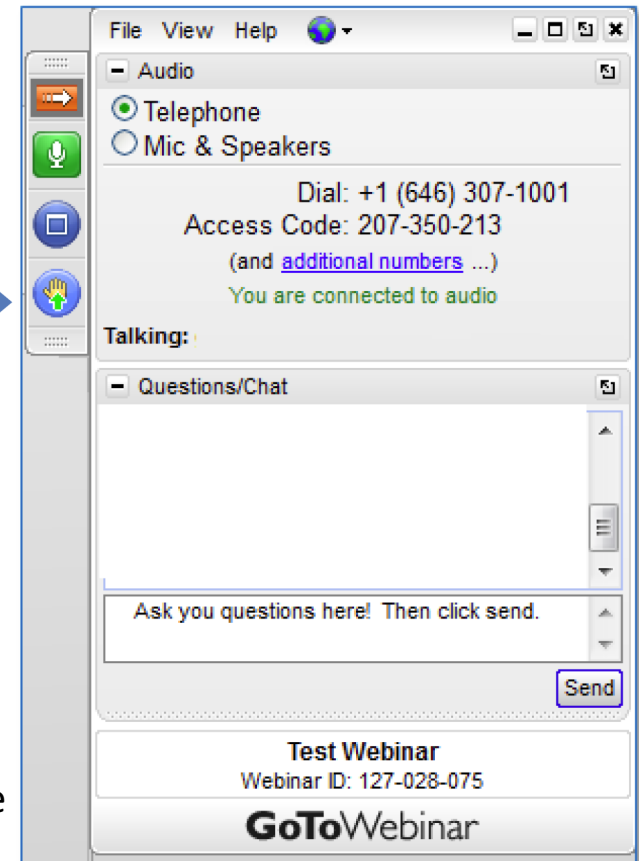 File View Help
Audio
Telephone
Mic & Speakers
Dial: +1 (646) 307-1001
Access Code: 207-350-213
(and additional numbers ...)
You are connected to audio
Talking:
Questions/Chat
Ask you questions here! Then click send.
Send
Test Webinar
Webinar ID: 127-028-075
e
GoToWebinar